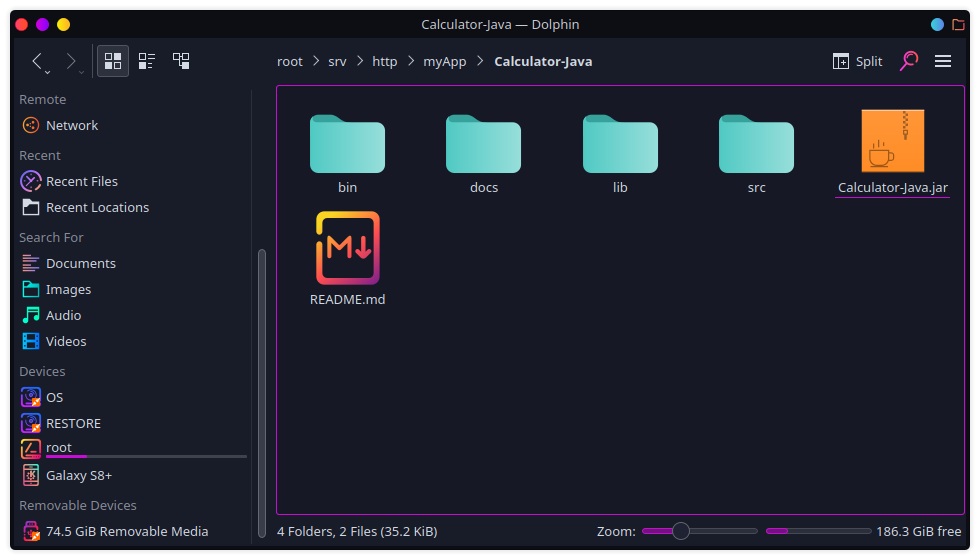 Calculator-Java — Dolphin
root > srv > http > myApp > Calculator-Java
Split
Remote
Network
Recent
Recent Files
Recent Locations
Search For
Documents
Images
Audio
Videos
Devices
OS
RESTORE
root
Galaxy S8+
Removable Devices
74.5 GiB Removable Media
bin
docs
lib
src
Calculator-Java.jar
M
README.md
4 Folders, 2 Files (35.2 KiB)
Zoom:
186.3 GiB free